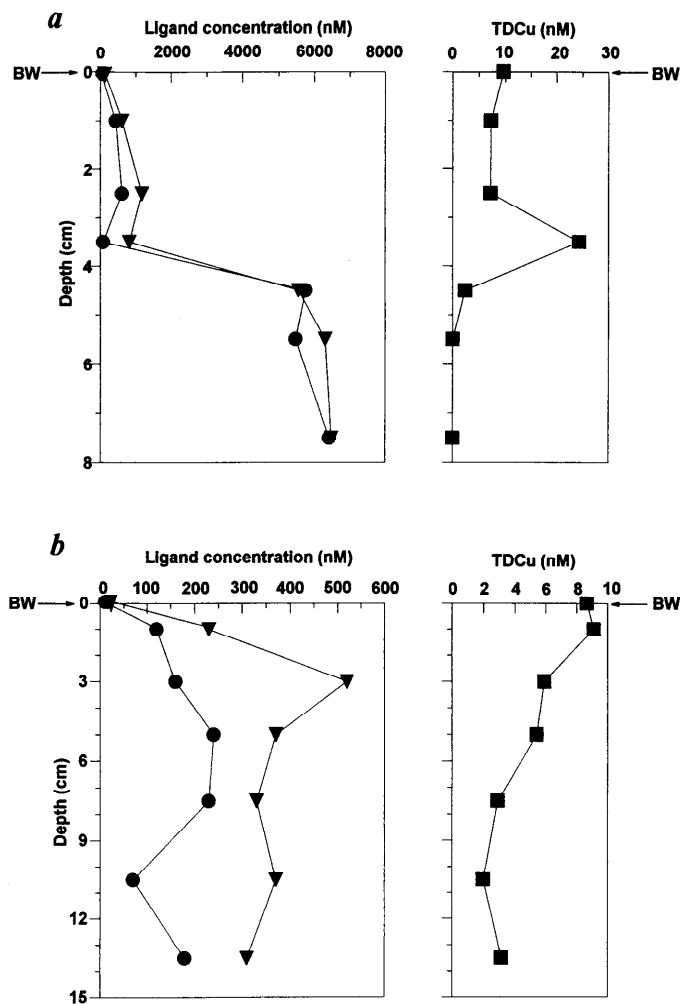 a
Ligand concentration (nM)
TDCu (nM)
0 2000 4000 6000 8000
0 10 20 30
BW
0
BW
2
4
6
8
Depth (cm)
b
Ligand concentration (nM)
TDCu (nM)
0 100 200 300 400 500 600
0 2 4 6 8 10
BW
0
BW
3
6
9
12
15
Depth (cm)